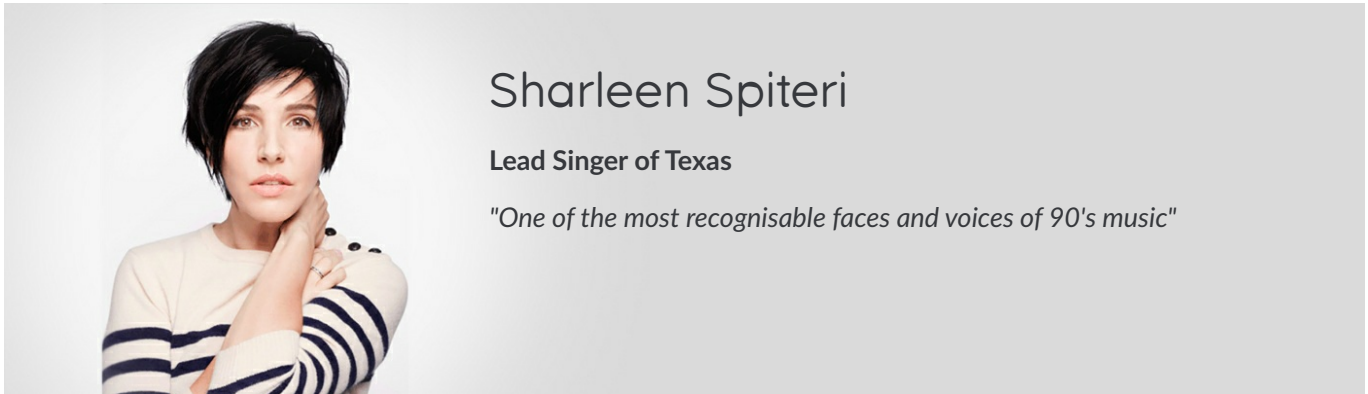 Sharleen Spiteri
Lead Singer of Texas
"One of the most recognisable faces and voices of 90's music"